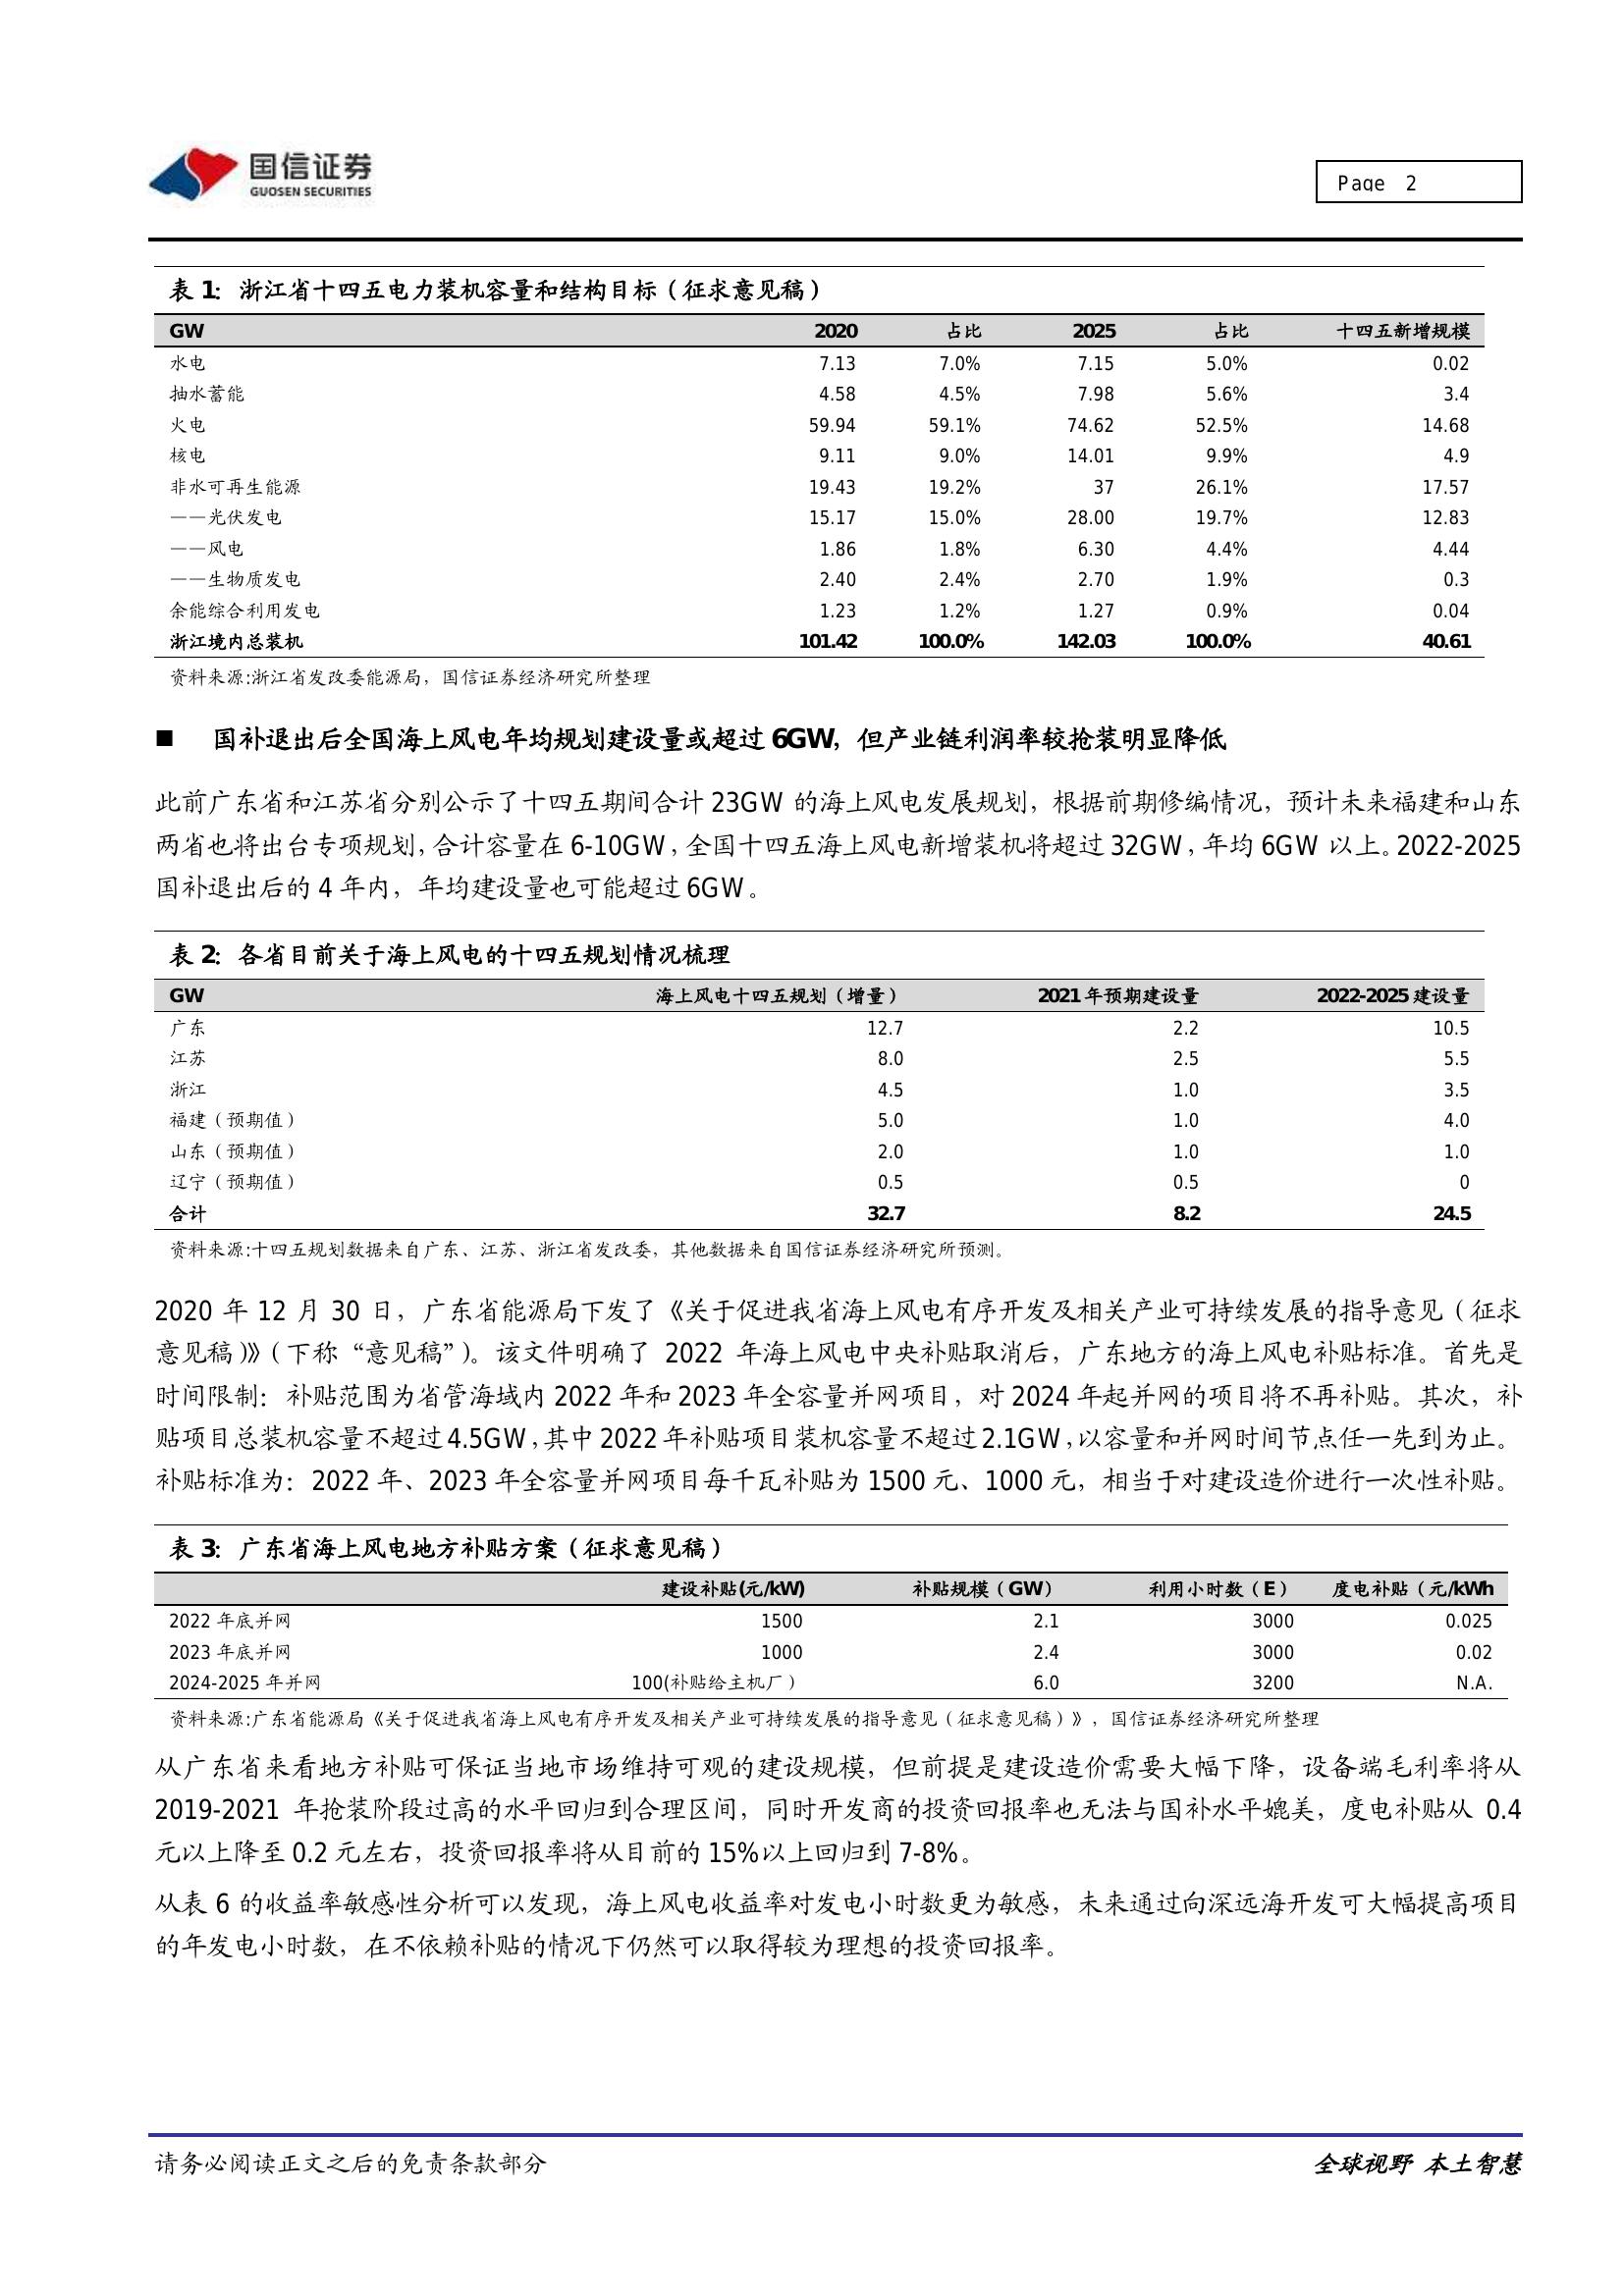 国信证券
GUOSEN SECURITIES
Page 2
表 1：浙江省十四五电力装机容量和结构目标（征求意见稿）
GW 2020 占比 2025 占比 十四五新增规模
水电 7.13 7.0% 7.15 5.0% 0.02
抽水蓄能 4.58 4.5% 7.98 5.6% 3.4
火电 59.94 59.1% 74.62 52.5% 14.68
核电 9.11 9.0% 14.01 9.9% 4.9
非水可再生能源 19.43 19.2% 37 26.1% 17.57
——光伏发电 15.17 15.0% 28.00 19.7% 12.83
——风电 1.86 1.8% 6.30 4.4% 4.44
——生物质发电 2.40 2.4% 2.70 1.9% 0.3
余能综合利用发电 1.23 1.2% 1.27 0.9% 0.04
浙江境内总装机 101.42 100.0% 142.03 100.0% 40.61
资料来源:浙江省发改委能源局，国信证券经济研究所整理
■ 国补退出后全国海上风电年均规划建设量或超过 6GW，但产业链利润率较抢装明显降低
此前广东省和江苏省分别公示了十四五期间合计 23GW 的海上风电发展规划，根据前期修编情况，预计未来福建和山东
两省也将出台专项规划，合计容量在 6-10GW，全国十四五海上风电新增装机将超过 32GW，年均 6GW 以上。2022-2025
国补退出后的 4 年内，年均建设量也可能超过 6GW。
表 2：各省目前关于海上风电的十四五规划情况梳理
GW 海上风电十四五规划（增量） 2021 年预期建设量 2022-2025 建设量
广东 12.7 2.2 10.5
江苏 8.0 2.5 5.5
浙江 4.5 1.0 3.5
福建（预期值） 5.0 1.0 4.0
山东（预期值） 2.0 1.0 1.0
辽宁（预期值） 0.5 0.5 0
合计 32.7 8.2 24.5
资料来源:十四五规划数据来自广东、江苏、浙江省发改委，其他数据来自国信证券经济研究所预测。
2020 年 12 月 30 日，广东省能源局下发了《关于促进我省海上风电有序开发及相关产业可持续发展的指导意见（征求
意见稿）》（下称“意见稿”）。该文件明确了 2022 年海上风电中央补贴取消后，广东地方的海上风电补贴标准。首先是
时间限制：补贴范围为省管海域内 2022 年和 2023 年全容量并网项目，对 2024 年起并网的项目将不再补贴。其次，补
贴项目总装机容量不超过 4.5GW，其中 2022 年补贴项目装机容量不超过 2.1GW，以容量和并网时间节点任一先到为止。
补贴标准为：2022 年、2023 年全容量并网项目每千瓦补贴为 1500 元、1000 元，相当于对建设造价进行一次性补贴。
表 3：广东省海上风电地方补贴方案（征求意见稿）
建设补贴(元/kW) 补贴规模（GW） 利用小时数（E） 度电补贴（元/kWh
2022 年底并网 1500 2.1 3000 0.025
2023 年底并网 1000 2.4 3000 0.02
2024-2025 年并网 100(补贴给主机厂） 6.0 3200 N.A.
资料来源:广东省能源局《关于促进我省海上风电有序开发及相关产业可持续发展的指导意见（征求意见稿）》，国信证券经济研究所整理
从广东省来看地方补贴可保证当地市场维持可观的建设规模，但前提是建设造价需要大幅下降，设备端毛利率将从
2019-2021 年抢装阶段过高的水平回归到合理区间，同时开发商的投资回报率也无法与国补水平媲美，度电补贴从 0.4
元以上降至 0.2 元左右，投资回报率将从目前的 15%以上回归到 7-8%。
从表 6 的收益率敏感性分析可以发现，海上风电收益率对发电小时数更为敏感，未来通过向深远海开发可大幅提高项目
的年发电小时数，在不依赖补贴的情况下仍然可以取得较为理想的投资回报率。
请务必阅读正文之后的免责条款部分 全球视野 本土智慧